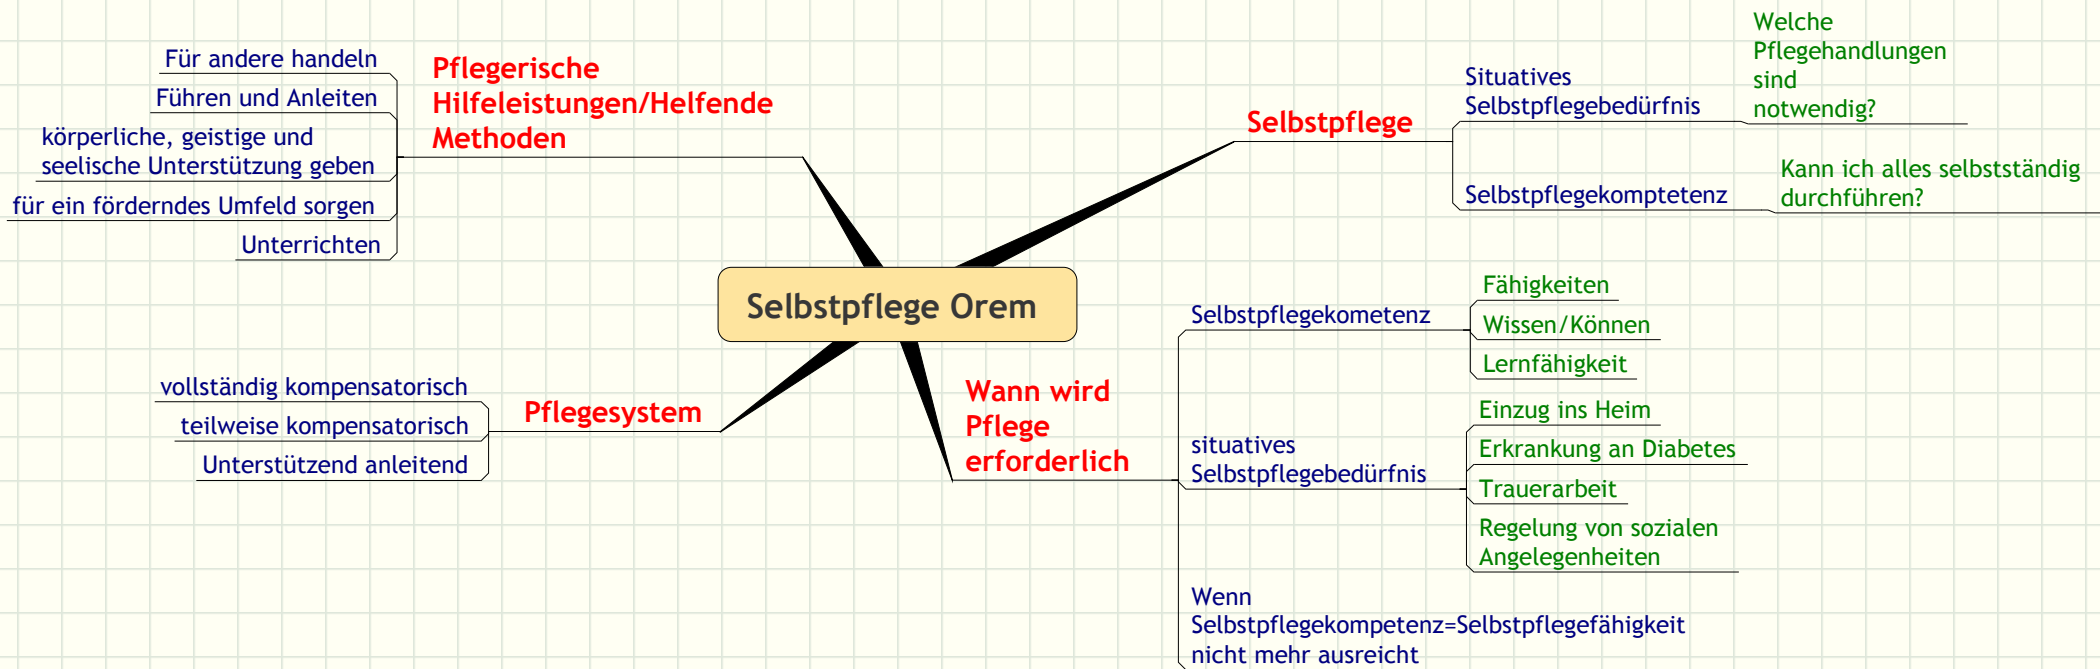 Selbstpflege Orem
Pflegerische
Hilfeleistungen/Helfende
Methoden
Für andere handeln
Führen und Anleiten
körperliche, geistige und
seelische Unterstützung geben
für ein förderndes Umfeld sorgen
Unterrichten
Pflegesystem
vollständig kompensatorisch
teilweise kompensatorisch
Unterstützend anleitend
Selbstpflege
Situatives
Selbstpflegebedürfnis
Welche
Pflegehandlungen
sind
notwendig?
Selbstpflegekomptetenz
Kann ich alles selbstständig
durchführen?
Wann wird
Pflege
erforderlich
Selbstpflegekometenz
Fähigkeiten
Wissen/Können
Lernfähigkeit
situatives
Selbstpflegebedürfnis
Einzug ins Heim
Erkrankung an Diabetes
Trauerarbeit
Regelung von sozialen
Angelegenheiten
Wenn
Selbstpflegekompetenz=Selbstpflegefähigkeit
nicht mehr ausreicht